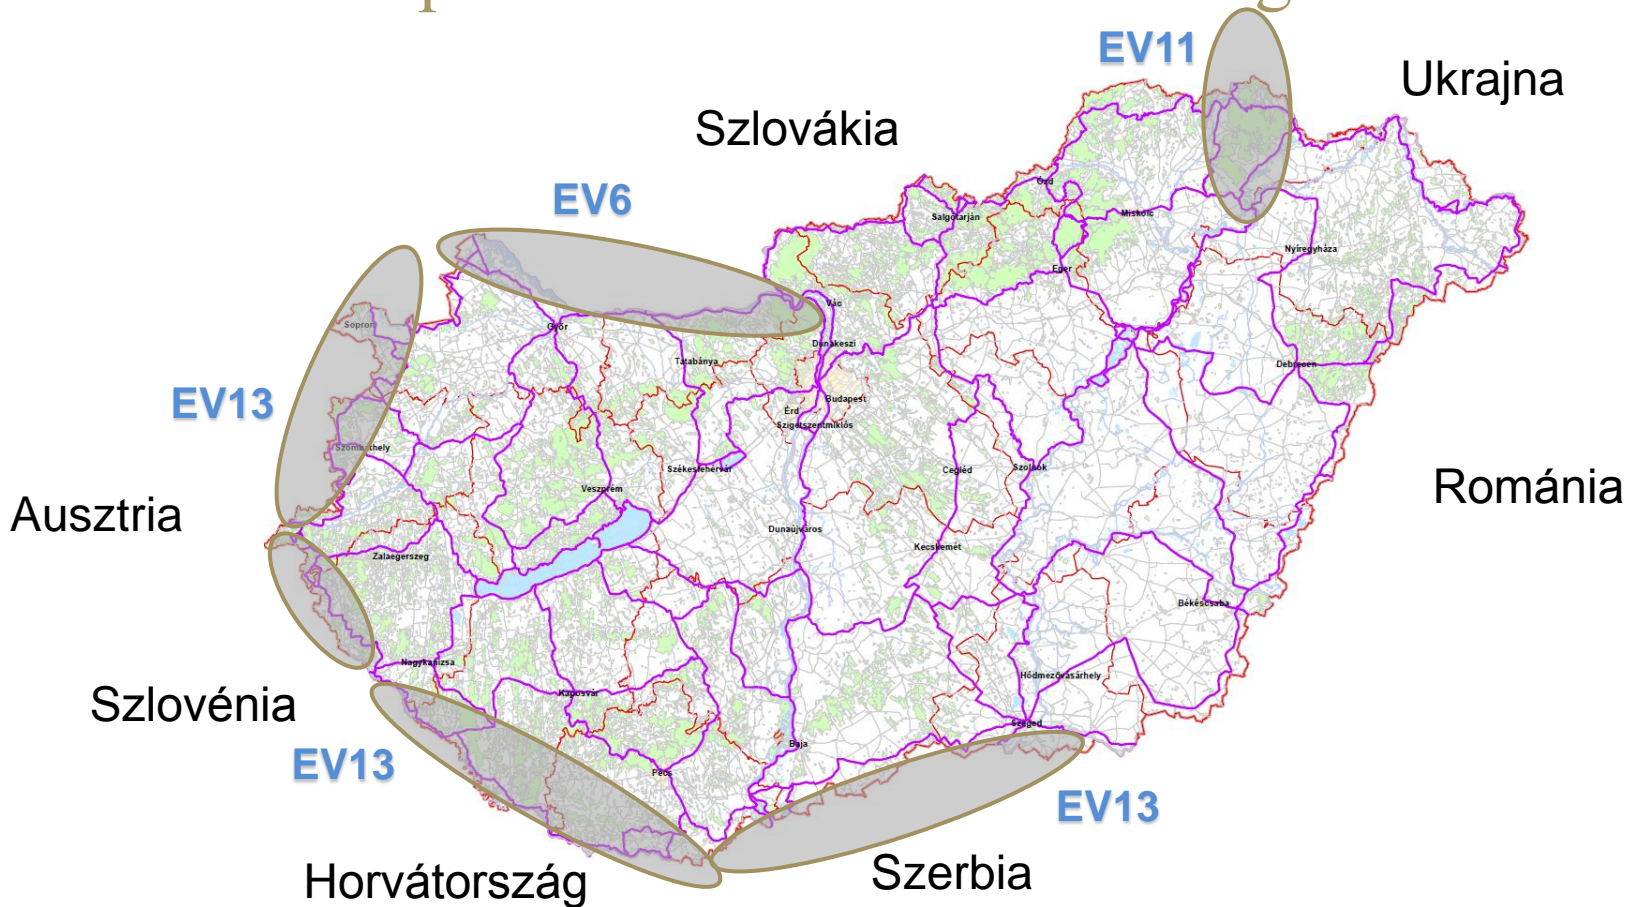 EV11
Ukrajna
Szlovákia
EV6
Ózd
Miskolc
Salgótarján
Nyíregyháza
Eger
Vác
Sopron
Győr
Dunakeszi
Tatabánya
Debrecen
EV13
Budapest
Érd
Szigetszentmiklós
Szombathely
Székesfehérvár
Cegléd
Szolnok
Veszprém
Románia
Ausztria
Dunaújváros
Kecskemét
Zalaegerszeg
Békéscsaba
Nagykanizsa
Hódmezővásárhely
Kaposvár
Szlovénia
Szeged
Baja
EV13
Pécs
EV13
Szerbia
Horvátország